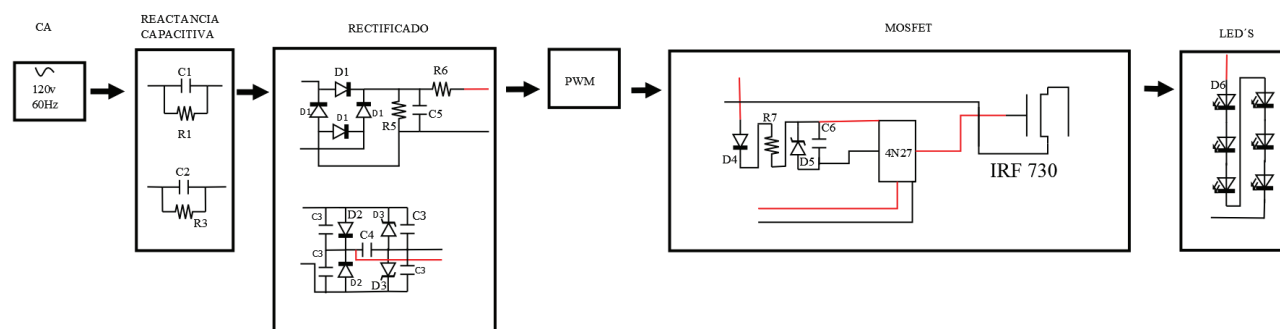 CA
120v
60Hz
REACTANCIA
CAPACITIVA
C1
R1
C2
R3
RECTIFICADO
D1
R6
D1
D1
D1
R5
C5
C3
D2
D3
C3
C4
C3
D2
D3
C3
PWM
MOSFET
R7
C6
D4
D5
4N27
IRF 730
LED´S
D6